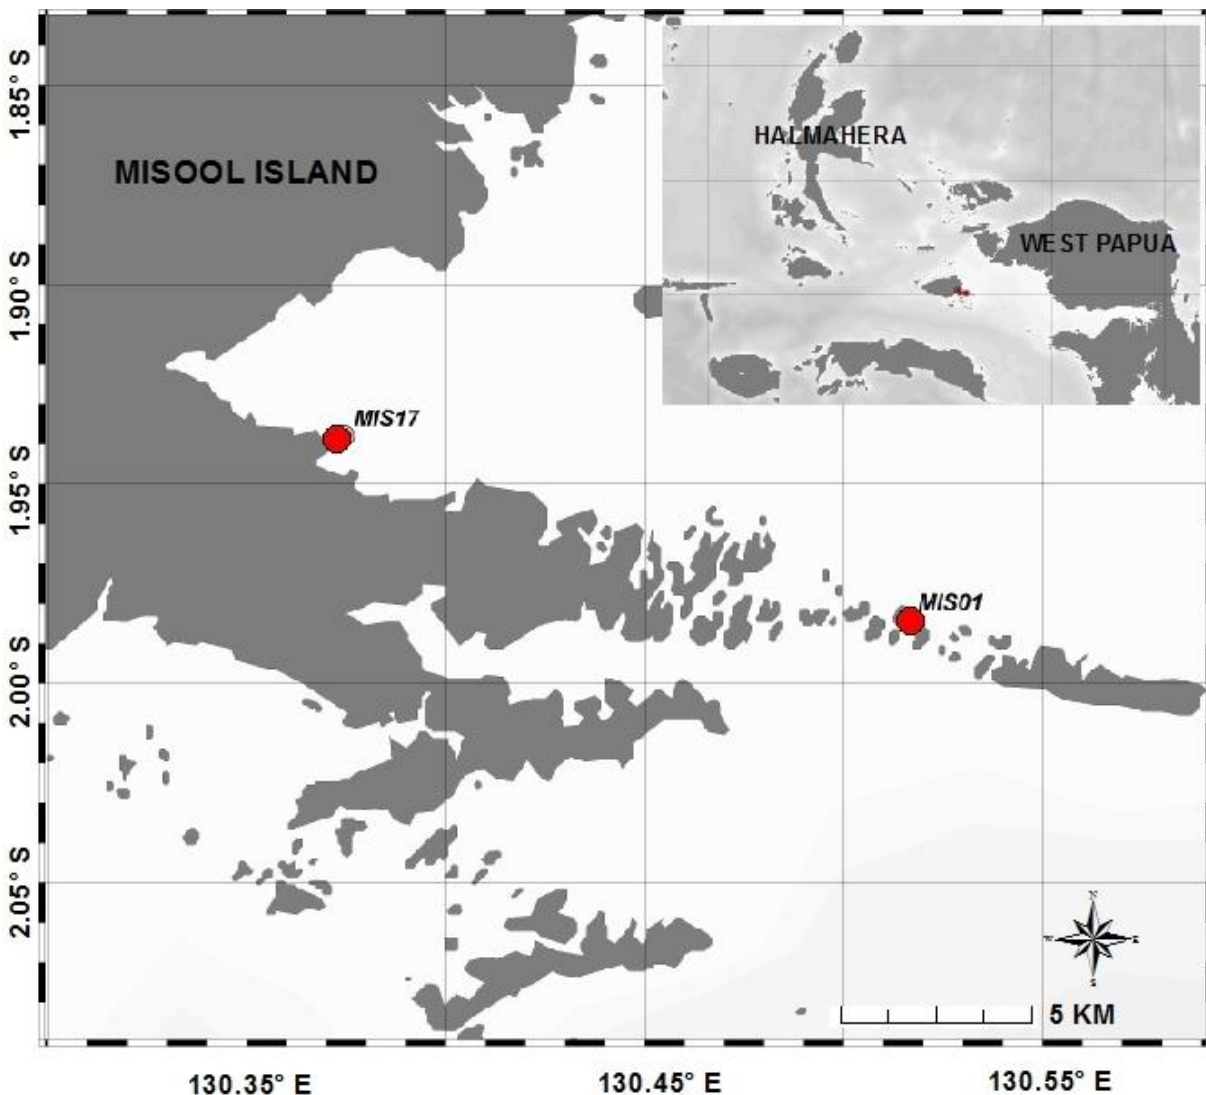 1.85° S
MISOOL ISLAND
HALMAHERA
WEST PAPUA
1.90° S
MIS17
1.95° S
MIS01
2.00° S
2.05° S
N
W
E
S
5 KM
130.35° E
130.45° E
130.55° E